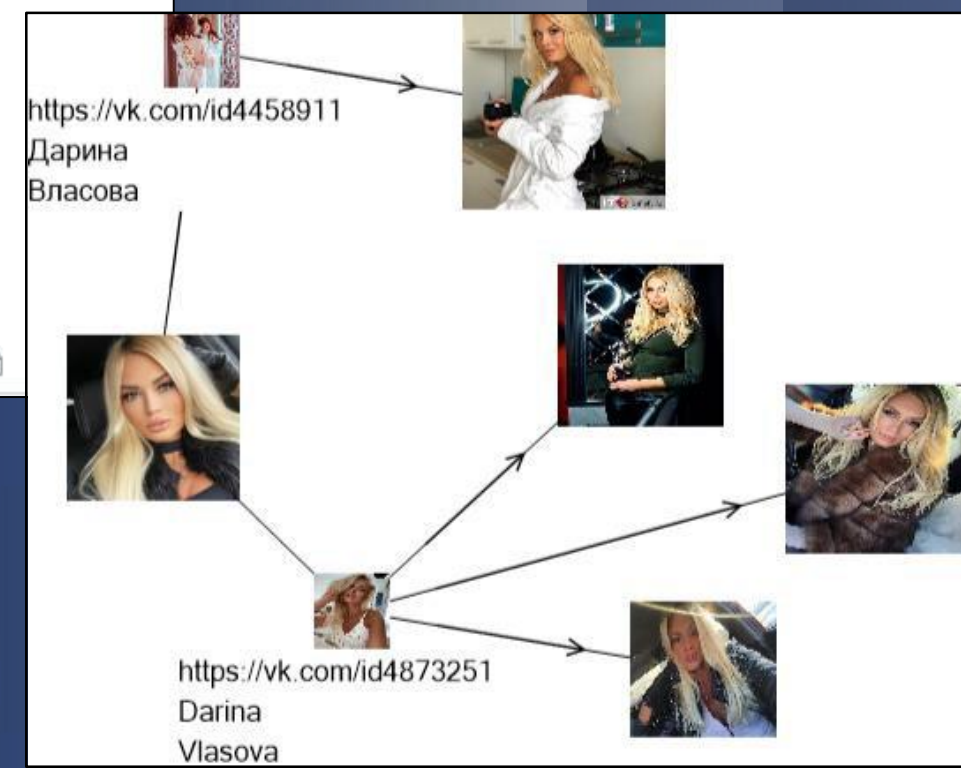 https://vk.com/id4458911
Дарина
Власова
https://vk.com/id4873251
Darina
Vlasova